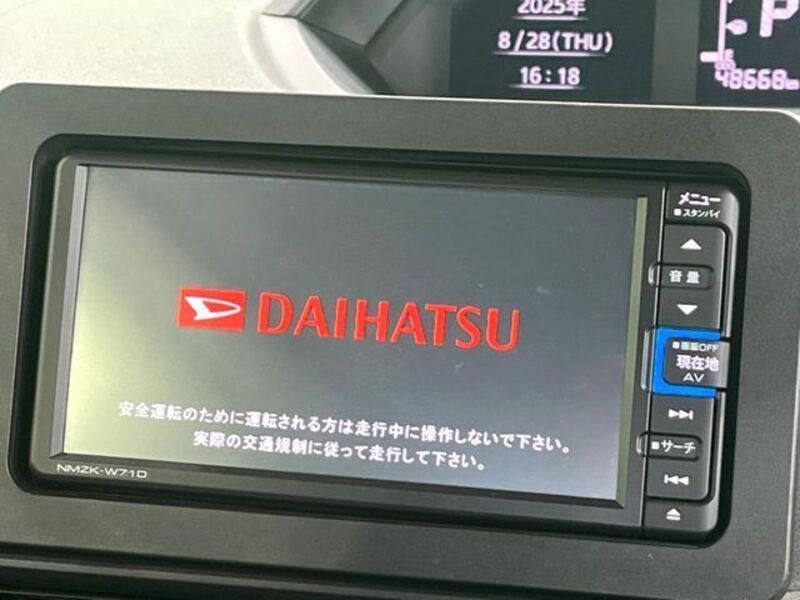 2025年
8/28(THU)
16:18
P
E
48668km
DAIHATSU
安全運転のために運転される方は走行中に操作しないで下さい。
実際の交通規制に従って走行して下さい。
NMZK-W71D
メニュー
■スタンバイ
音量
■画面OFF
現在地
AV
■サーチ